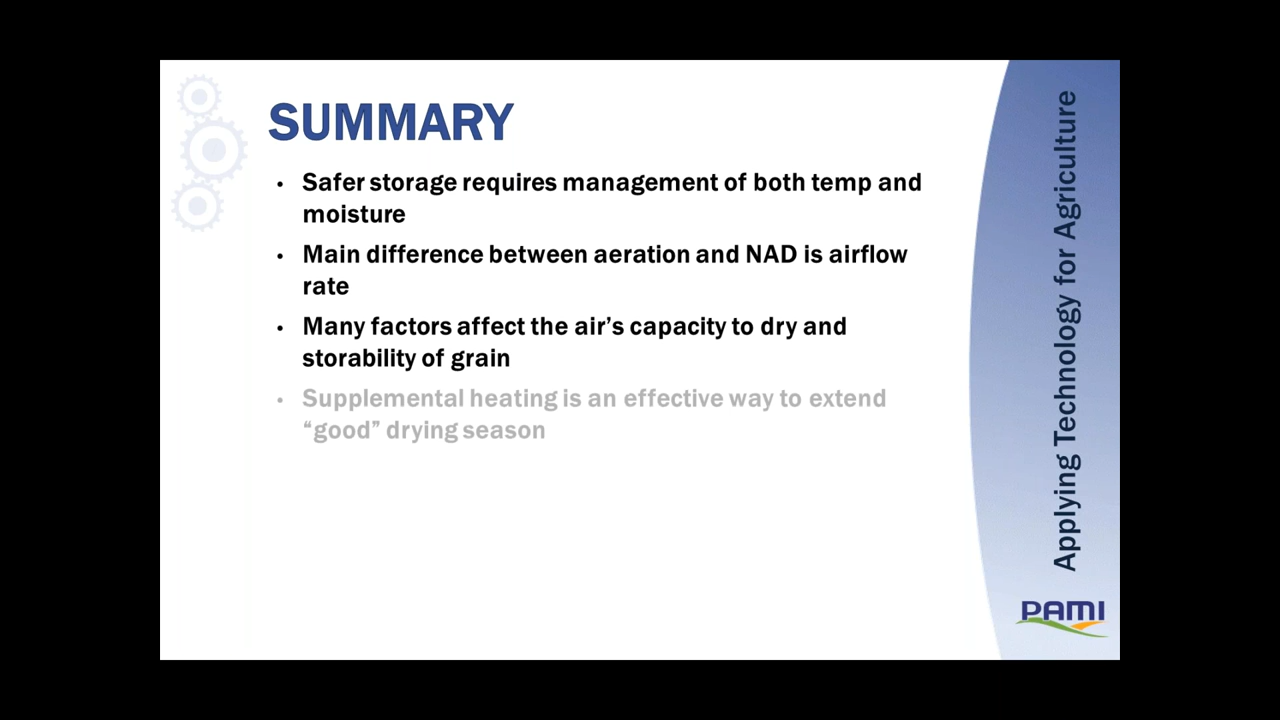 SUMMARY
• Safer storage requires management of both temp and
moisture
• Main difference between aeration and NAD is airflow
rate
• Many factors affect the air’s capacity to dry and
storability of grain
• Supplemental heating is an effective way to extend
“good” drying season
Applying Technology for Agriculture
PAMI